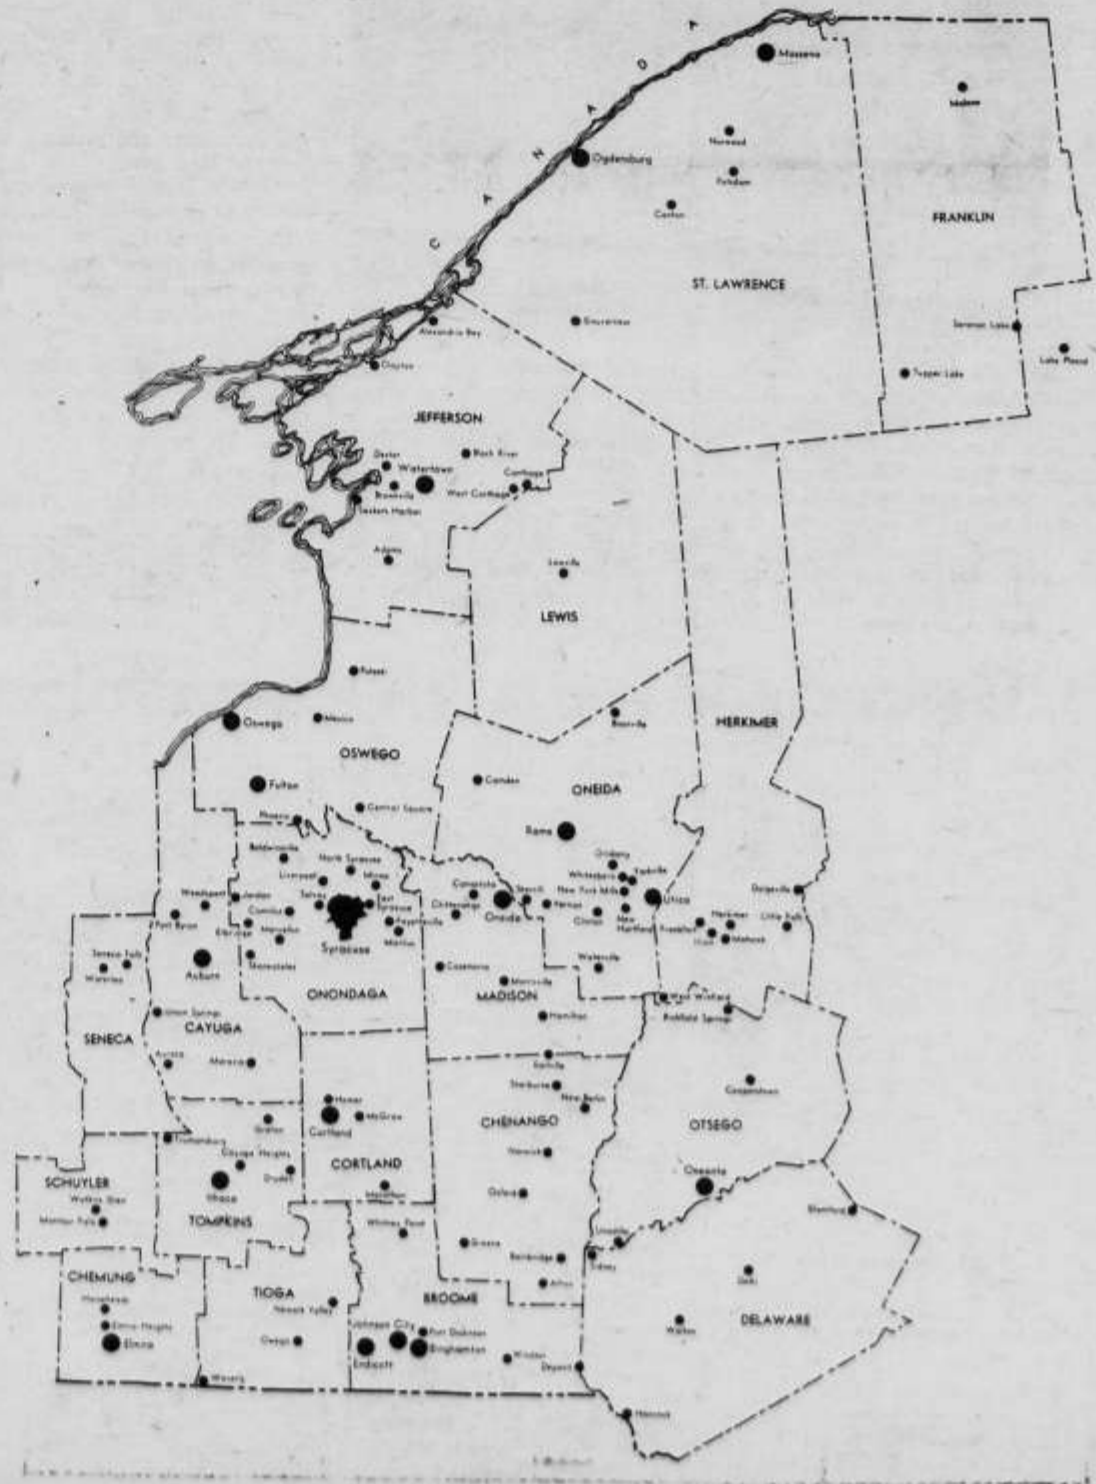 CANADA
Massena
Malone
Norwood
Ogdensburg
Potsdam
Canton
FRANKLIN
ST. LAWRENCE
Gouverneur
Alexandria Bay
Saranac Lake
Lake Placid
Clayton
Tupper Lake
JEFFERSON
Dexter
Black River
Watertown
Carthage
West Carthage
Brownville
Sackets Harbor
Adams
Lowville
LEWIS
Pulaski
Oswego
Mexico
Boonville
HERKIMER
OSWEGO
Camden
ONEIDA
Fulton
Central Square
Phoenix
Rome
Baldwinsville
North Syracuse
Oriskany
Liverpool
Minoa
Whitesboro
Yorkville
Weedsport
Jordan
Solvay
East
Syracuse
Canastota
Sherrill
New York Mills
Utica
Dolgeville
Camillus
Chittenango
Oneida
Vernon
Clinton
New
Hartford
Frankfort
Herkimer
Little Falls
Port Byron
Elbridge
Marcellus
Fayetteville
Manlius
Ilion
Mohawk
Syracuse
Seneca Falls
Waterloo
Auburn
Skaneateles
Cazenovia
Waterville
Morrisville
ONONDAGA
MADISON
West Winfield
Richfield Springs
Union Springs
CAYUGA
Hamilton
SENECA
Aurora
Moravia
Earlville
Sherburne
Cooperstown
Homer
New Berlin
Cortland
McGraw
Groton
CHENANGO
OTSEGO
Trumansburg
Cayuga Heights
Norwich
CORTLAND
Dryden
Oneonta
SCHUYLER
Ithaca
Marathon
Oxford
Watkins Glen
Montour Falls
TOMPKINS
Stamford
Whitney Point
Greene
Unadilla
Bainbridge
Sidney
CHEMUNG
Delhi
Afton
TIOGA
BROOME
Horseheads
Newark Valley
Elmira Heights
Johnson City
Port Dickinson
Walton
DELAWARE
Elmira
Owego
Binghamton
Endicott
Windsor
Deposit
Waverly
Hancock